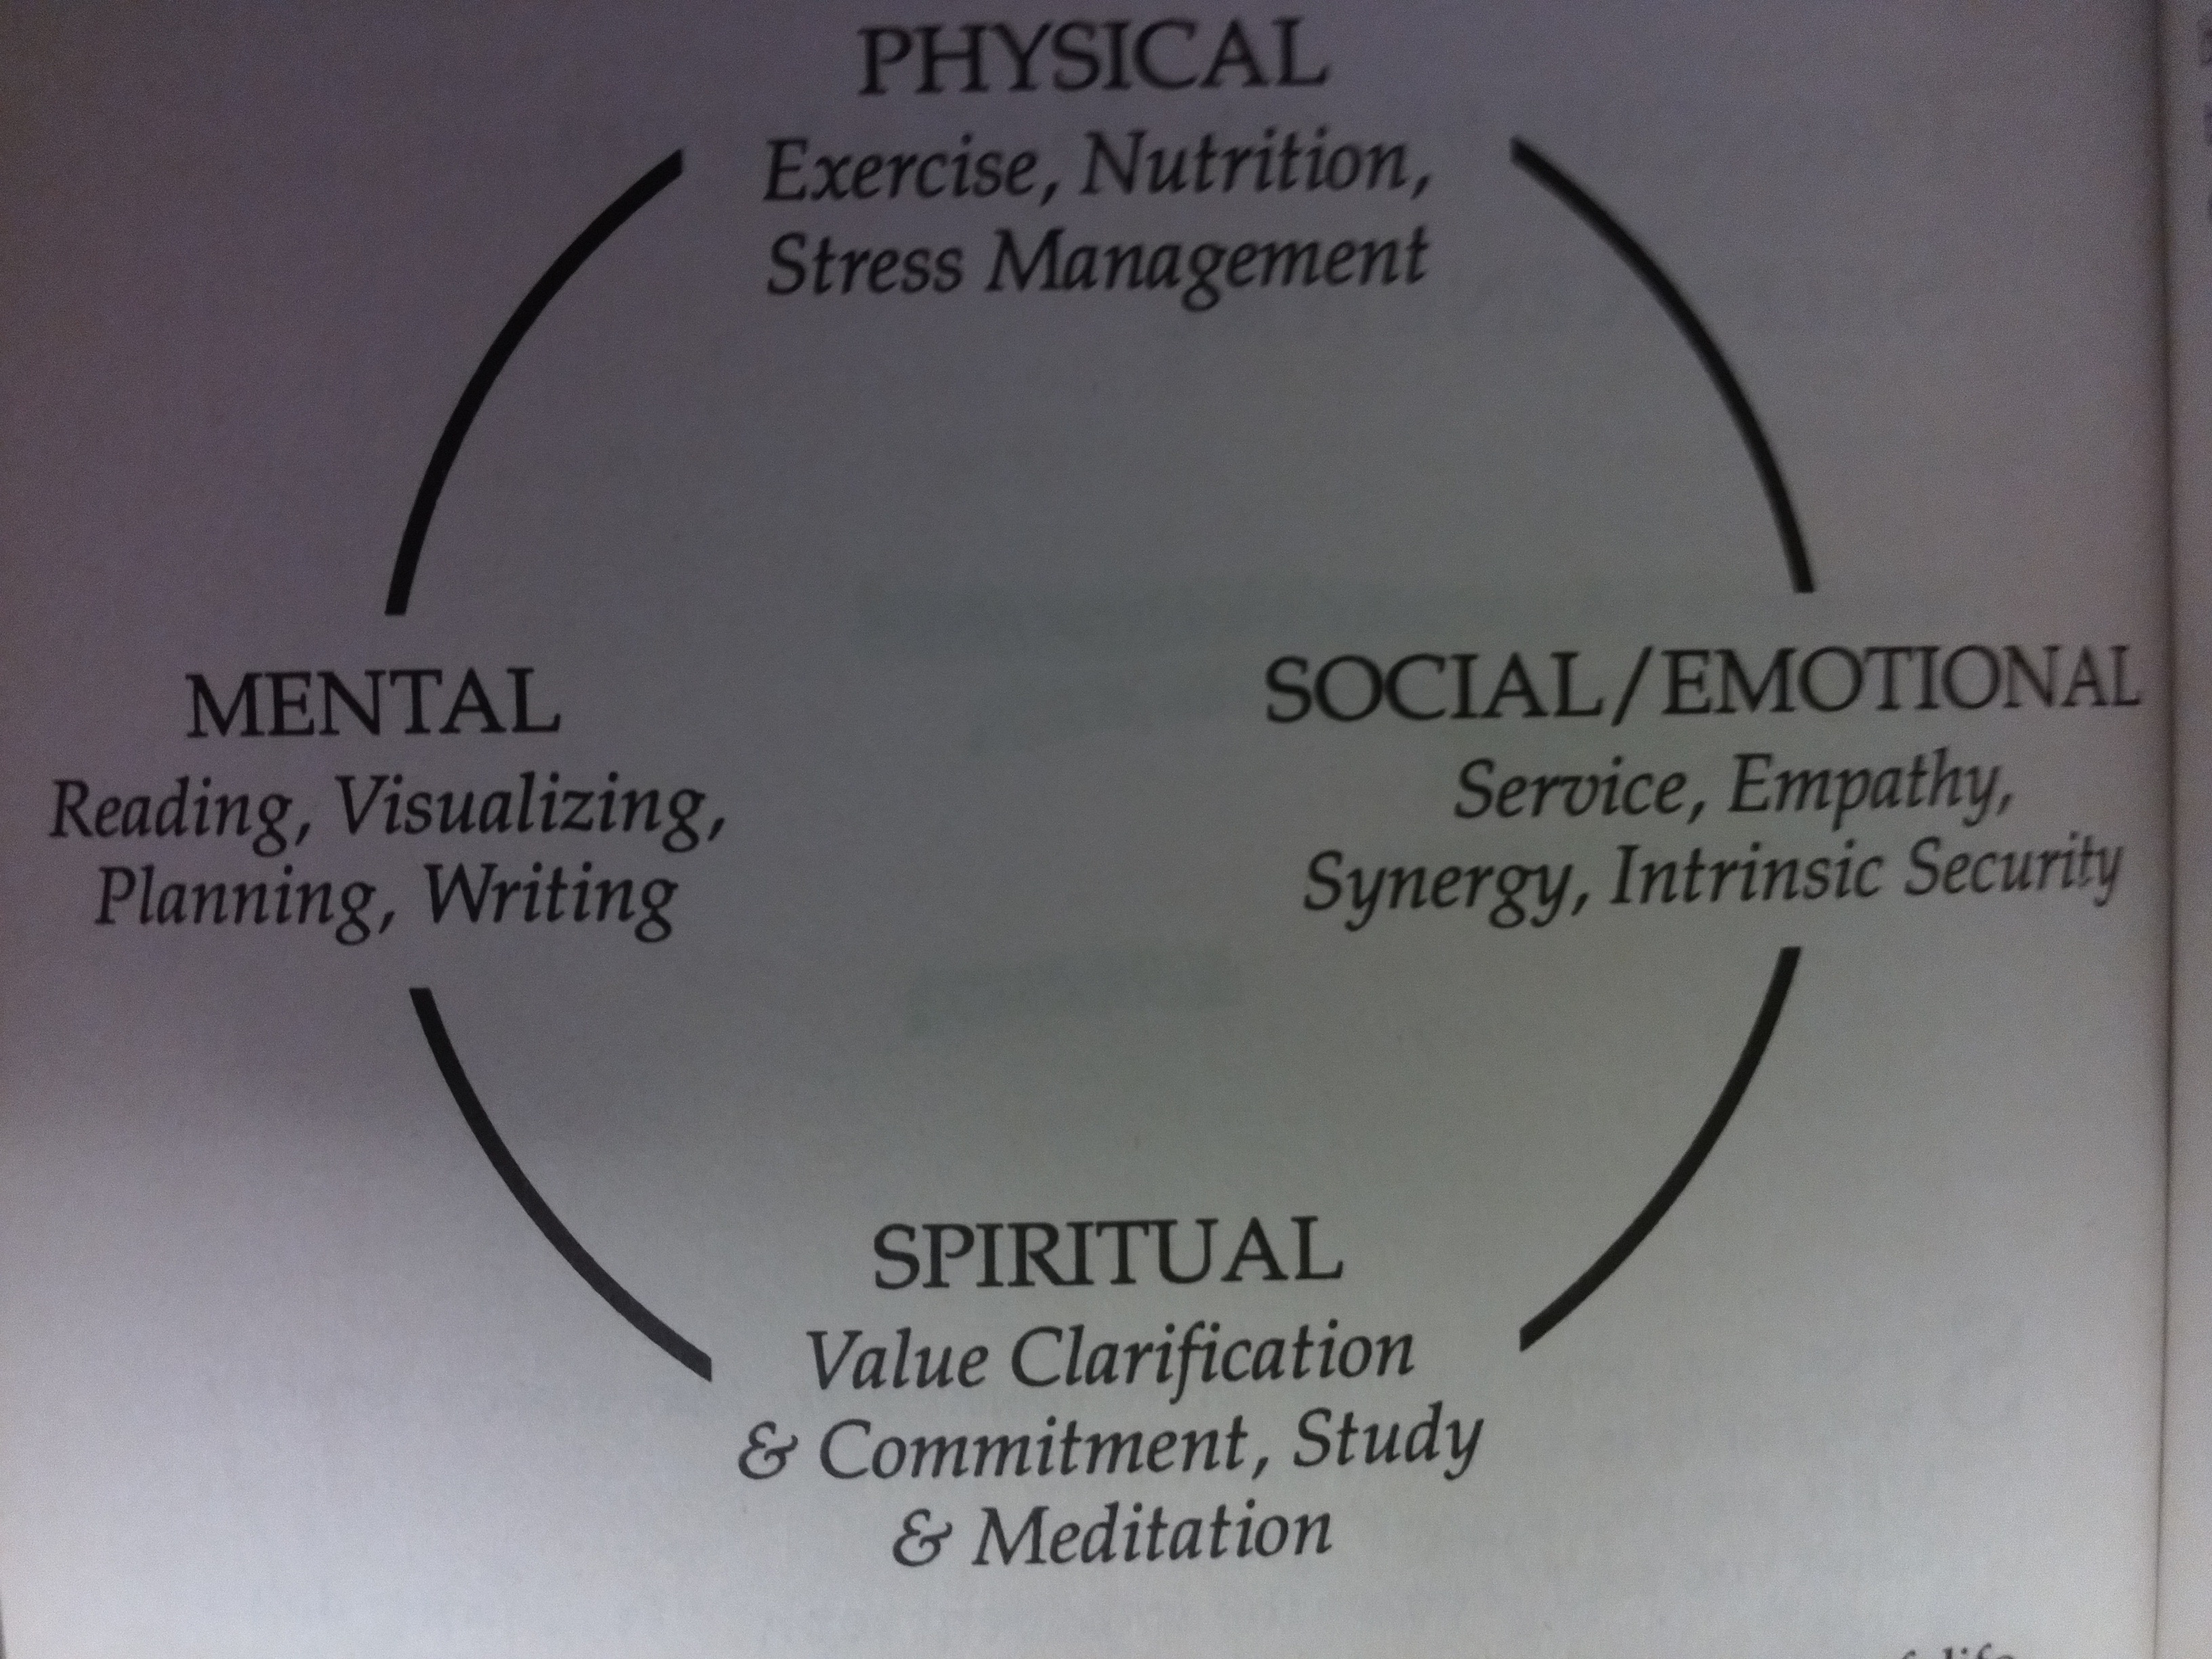 PHYSICAL
Exercise, Nutrition,
Stress Management
MENTAL
Reading, Visualizing,
Planning, Writing
SOCIAL/EMOTIONAL
Service, Empathy,
Synergy, Intrinsic Security
SPIRITUAL
Value Clarification
& Commitment, Study
& Meditation